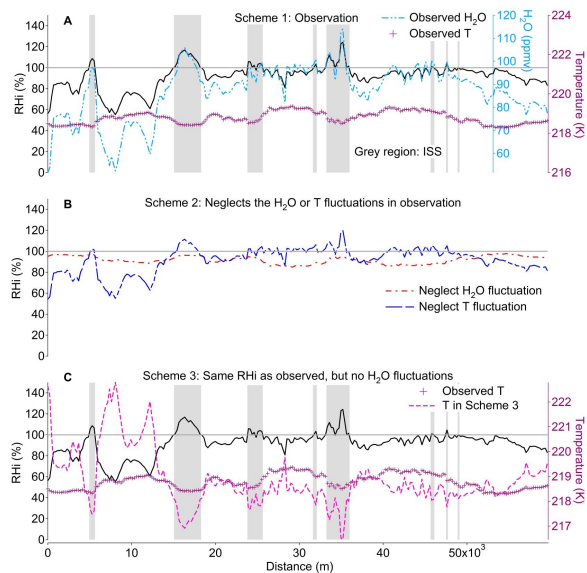 A
Scheme 1: Observation
Observed H₂O
Observed T
Grey region: ISS
RHi (%)
140
120
100
80
60
40
20
0
H₂O (ppmv)
120
110
100
90
80
70
60
Temperature (K)
222
220
218
216
B
Scheme 2: Neglects the H₂O or T fluctuations in observation
Neglect H₂O fluctuation
Neglect T fluctuation
RHi (%)
140
120
100
80
60
40
20
0
C
Scheme 3: Same RHi as observed, but no H₂O fluctuations
Observed T
T in Scheme 3
RHi (%)
140
120
100
80
60
40
20
0
Temperature (K)
222
221
220
219
218
217
0
10
20
30
40
50x10³
Distance (m)